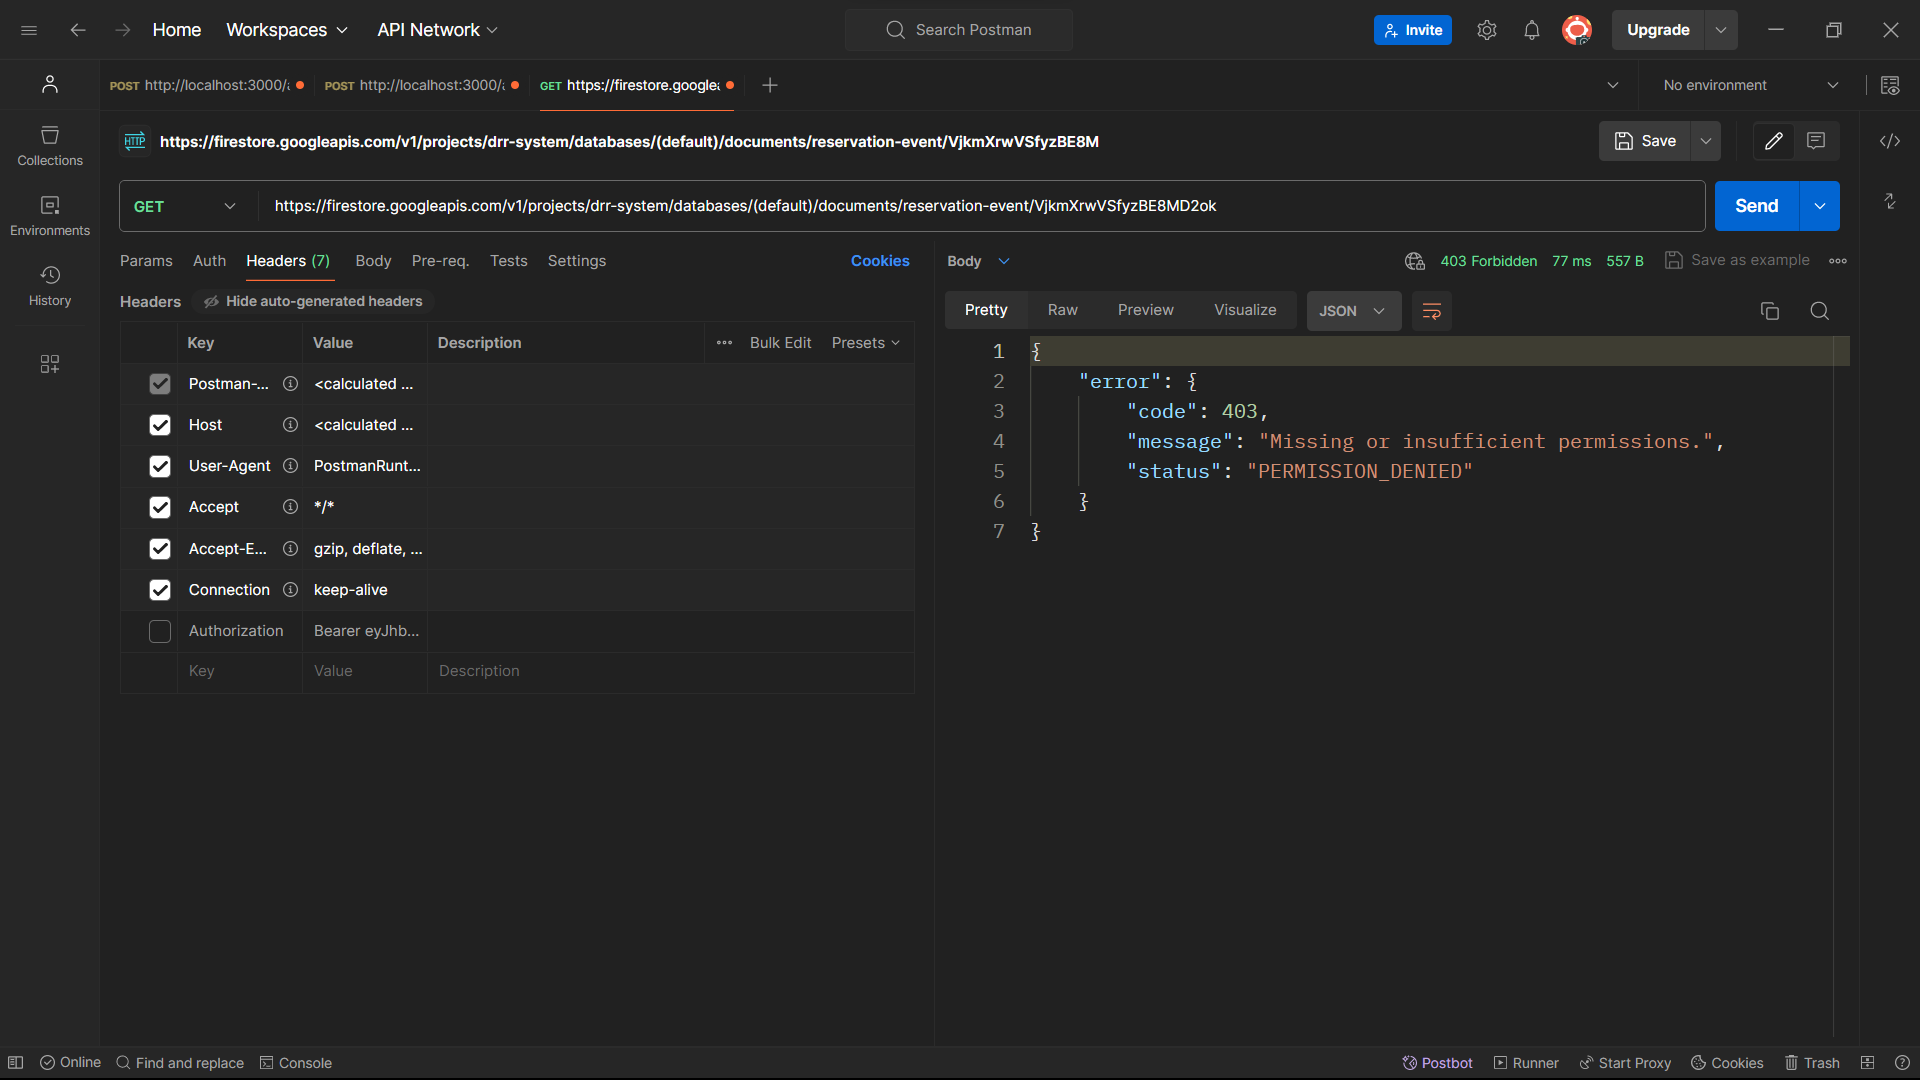 Home Workspaces API Network Search Postman Invite Upgrade
POST http://localhost:3000/ POST http://localhost:3000/ GET https://firestore.google No environment
HTTP https://firestore.googleapis.com/v1/projects/drr-system/databases/(default)/documents/reservation-event/VjkmXrwVSfyzBE8M Save
GET https://firestore.googleapis.com/v1/projects/drr-system/databases/(default)/documents/reservation-event/VjkmXrwVSfyzBE8MD2ok Send
Collections
Environments
History
Params Auth Headers (7) Body Pre-req. Tests Settings Cookies
Headers Hide auto-generated headers
Key Value Description Bulk Edit Presets
Postman-... <calculated ...
Host <calculated ...
User-Agent PostmanRunt...
Accept */*
Accept-E... gzip, deflate, ...
Connection keep-alive
Authorization Bearer eyJhb...
Key Value Description
Body 403 Forbidden 77 ms 557 B Save as example
Pretty Raw Preview Visualize JSON
1 {
2 "error": {
3 "code": 403,
4 "message": "Missing or insufficient permissions.",
5 "status": "PERMISSION_DENIED"
6 }
7 }
Online Find and replace Console Postbot Runner Start Proxy Cookies Trash